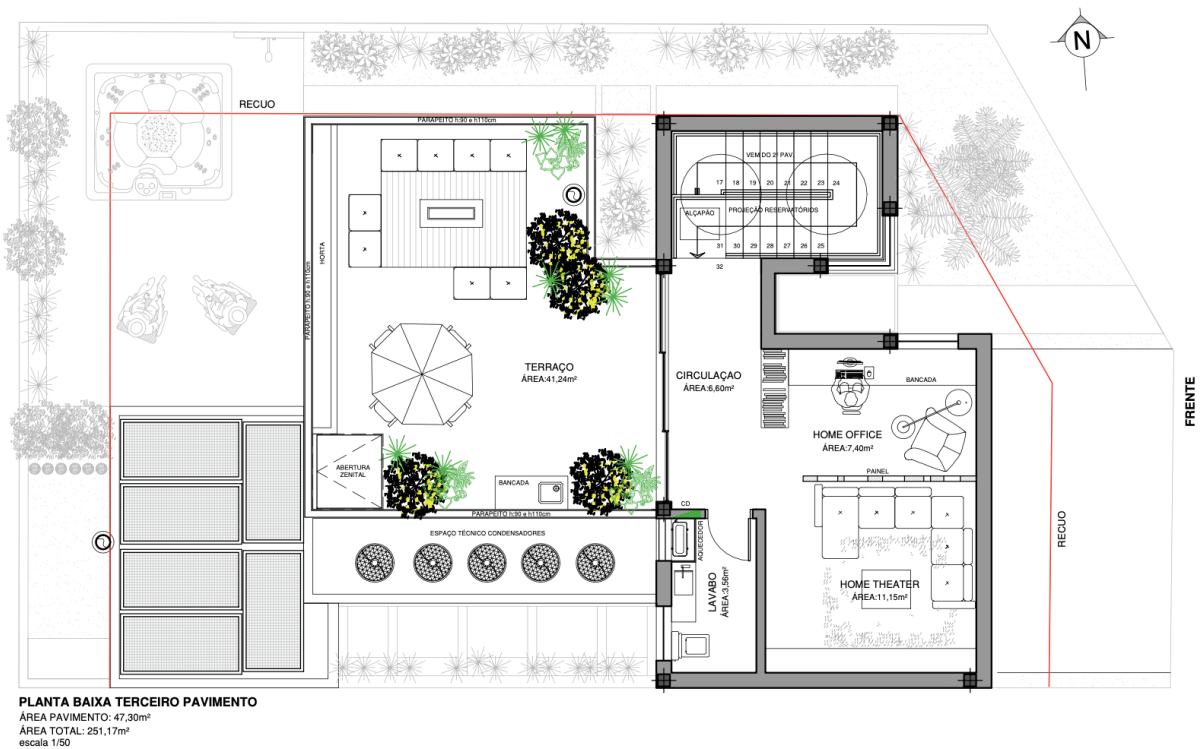 N
RECUO
PARAPEITO h:90 e h110cm
VEM DO 2º PAV
17 18 19 20 21 22 23 24
ALÇAPÃO
PROJEÇÃO RESERVATÓRIOS
31 30 29 28 27 26 25
32
HORTA
PARAPEITO h:90 e h110cm
TERRAÇO
ÁREA:41,24m²
CIRCULAÇAO
ÁREA:6,60m²
BANCADA
FRENTE
HOME OFFICE
ÁREA:7,40m²
PAINEL
ABERTURA
ZENITAL
BANCADA
CD
PARAPEITO h:90 e h110cm
ESPAÇO TÉCNICO CONDENSADORES
AQUECEDOR
RECUO
LAVABO
ÁREA:3,56m²
HOME THEATER
ÁREA:11,15m²
PLANTA BAIXA TERCEIRO PAVIMENTO
ÁREA PAVIMENTO: 47,30m²
ÁREA TOTAL: 251,17m²
escala 1/50